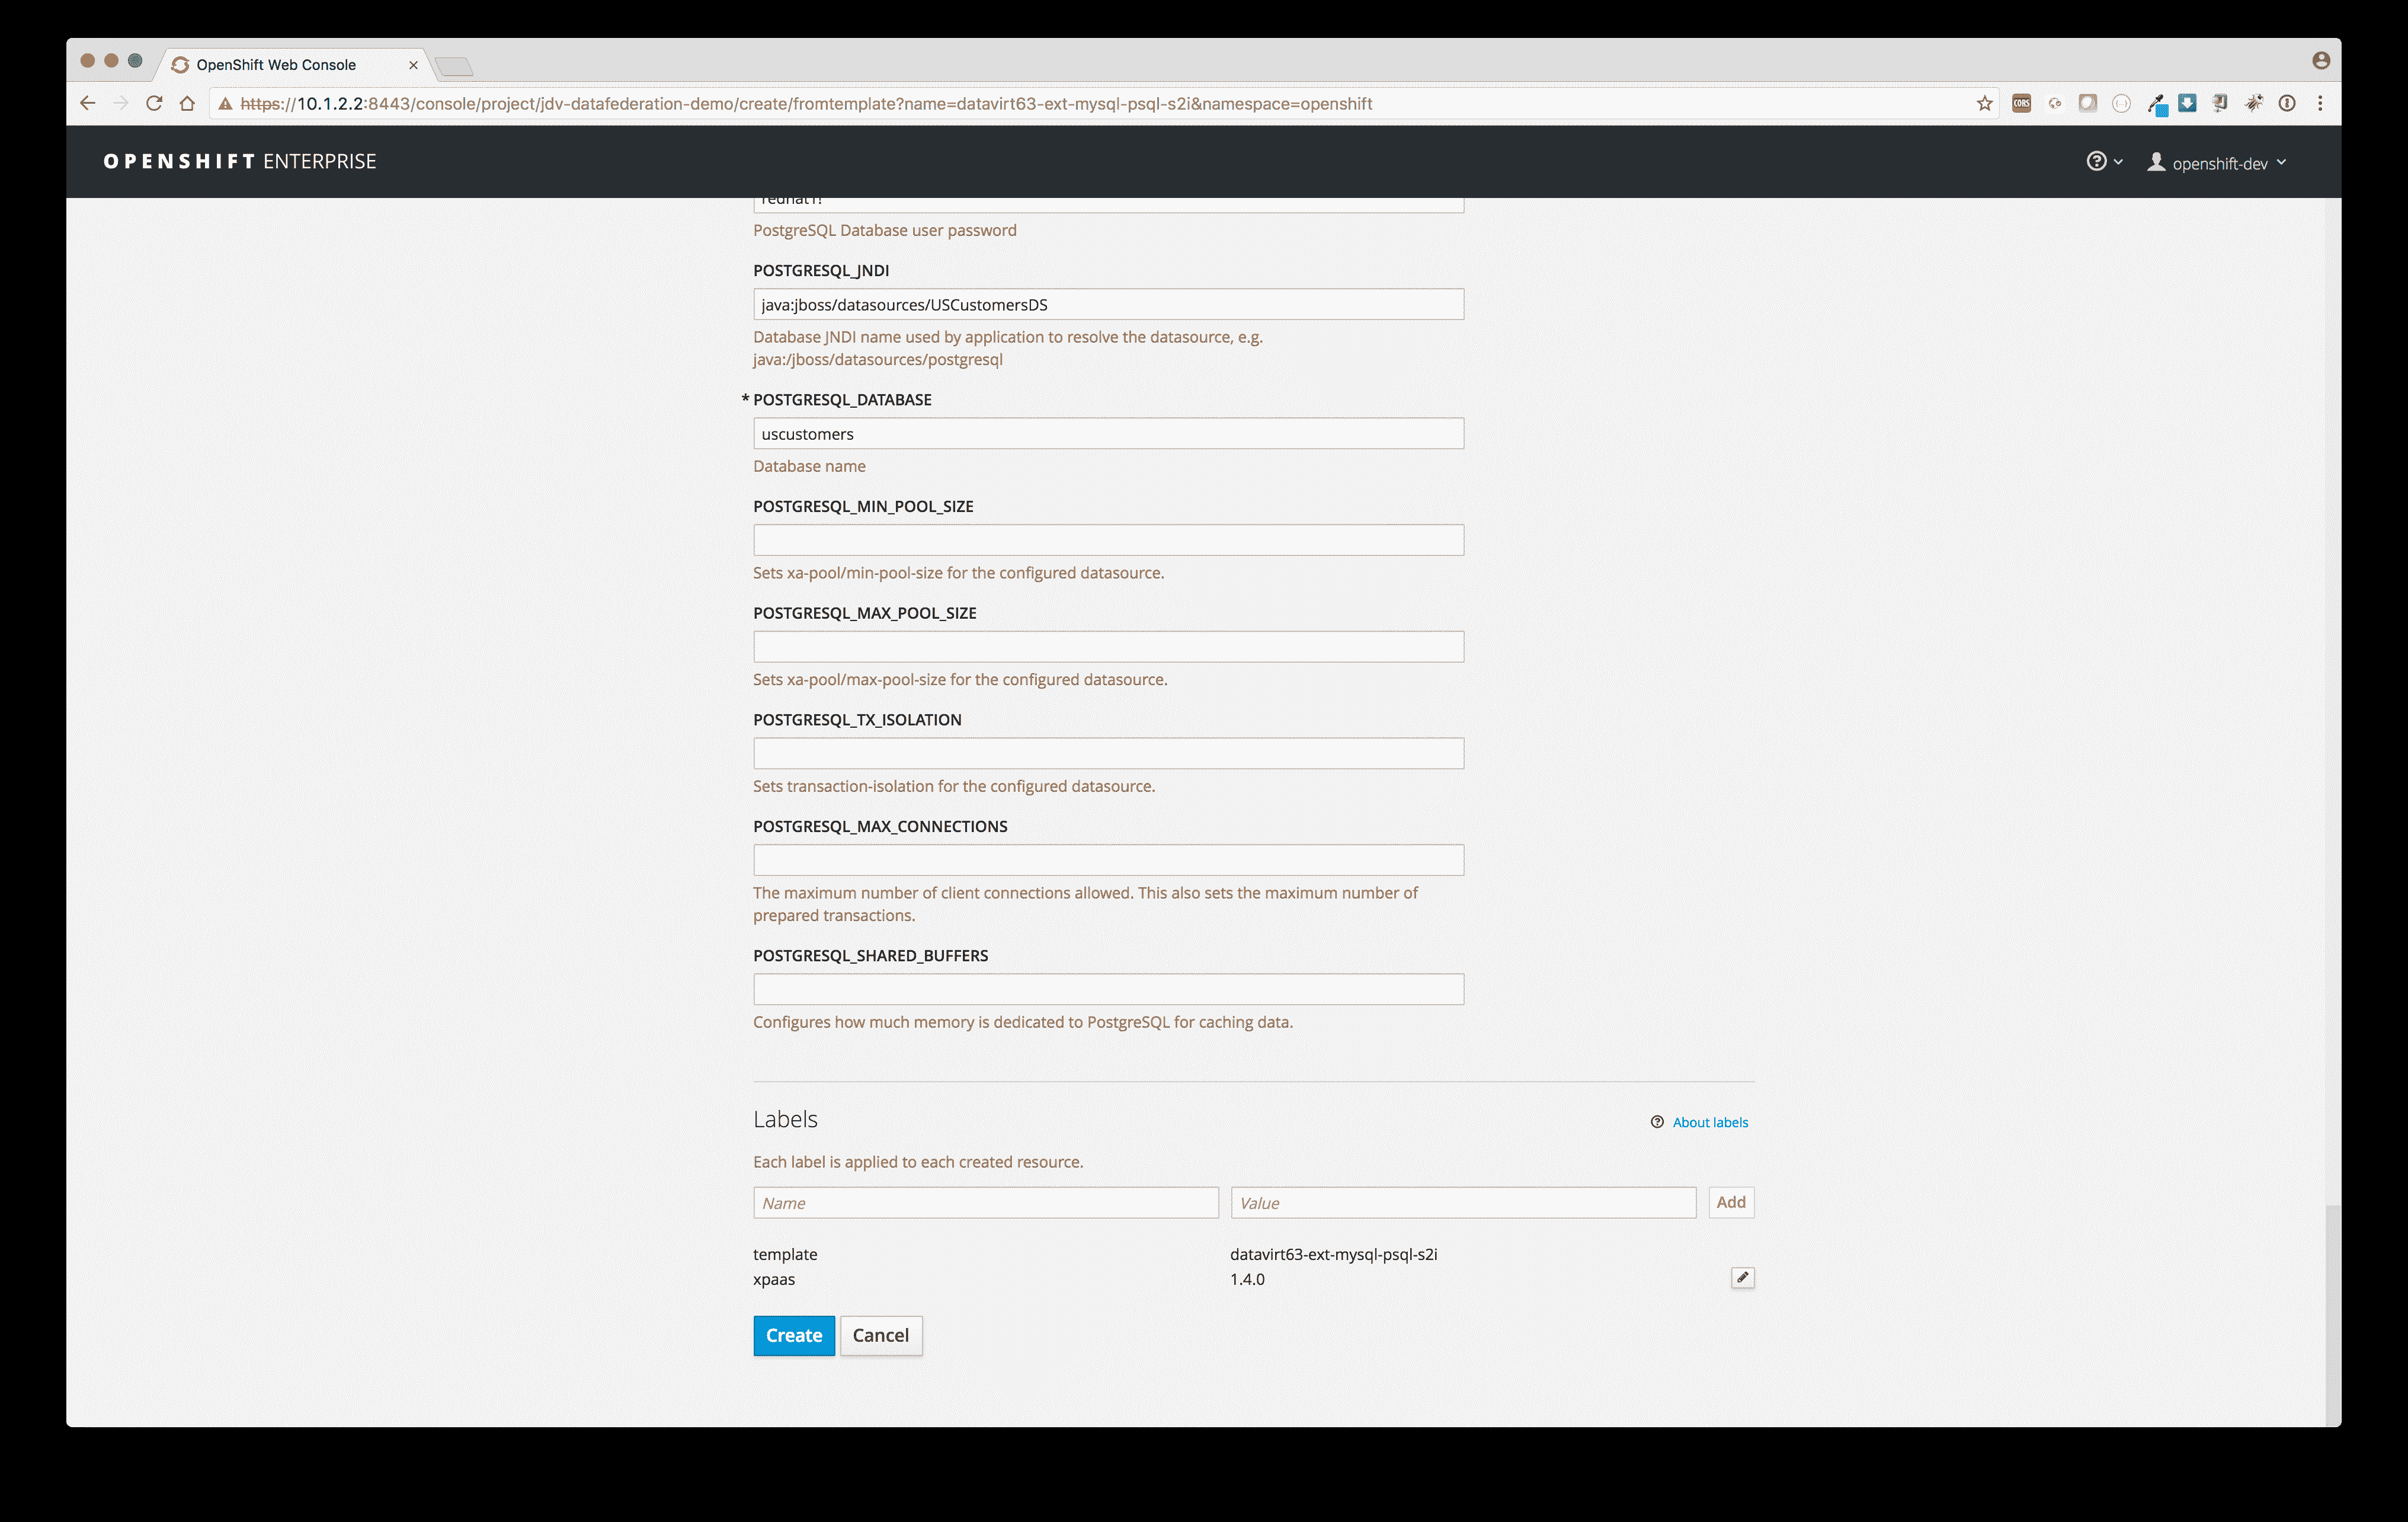 OpenShift Web Console
https://10.1.2.2:8443/console/project/jdv-datafederation-demo/create/fromtemplate?name=datavirt63-ext-mysql-psql-s2i&namespace=openshift
CORS
OPENSHIFT ENTERPRISE
openshift-dev
redhat1!
PostgreSQL Database user password
POSTGRESQL_JNDI
java:jboss/datasources/USCustomersDS
Database JNDI name used by application to resolve the datasource, e.g.
java:/jboss/datasources/postgresql
* POSTGRESQL_DATABASE
uscustomers
Database name
POSTGRESQL_MIN_POOL_SIZE
Sets xa-pool/min-pool-size for the configured datasource.
POSTGRESQL_MAX_POOL_SIZE
Sets xa-pool/max-pool-size for the configured datasource.
POSTGRESQL_TX_ISOLATION
Sets transaction-isolation for the configured datasource.
POSTGRESQL_MAX_CONNECTIONS
The maximum number of client connections allowed. This also sets the maximum number of
prepared transactions.
POSTGRESQL_SHARED_BUFFERS
Configures how much memory is dedicated to PostgreSQL for caching data.
Labels
About labels
Each label is applied to each created resource.
Name Value Add
template datavirt63-ext-mysql-psql-s2i
xpaas 1.4.0
Create Cancel